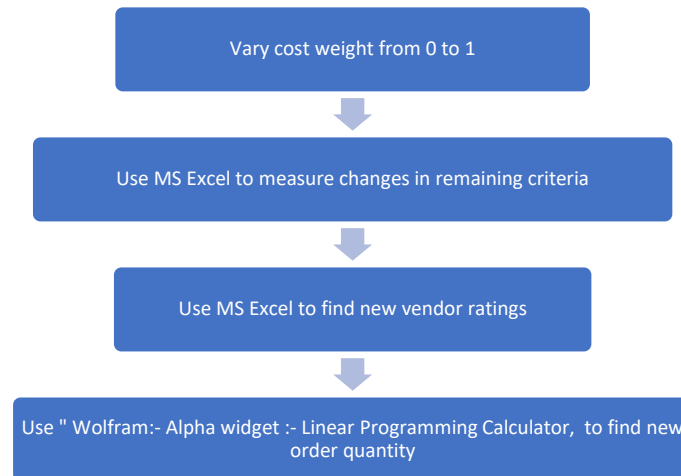 Vary cost weight from 0 to 1
Use MS Excel to measure changes in remaining criteria
Use MS Excel to find new vendor ratings
Use " Wolfram:- Alpha widget :- Linear Programming Calculator,  to find new
order quantity